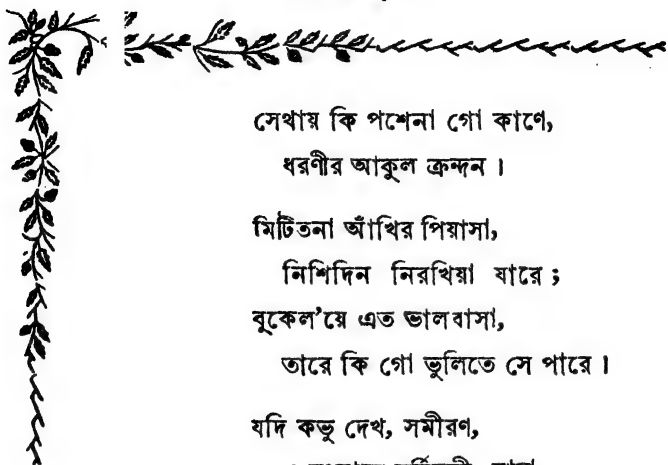 সেথায় কি পশেনা গো কাণে,
ধরণীর আকুল ক্রন্দন।
মিটিতনা আঁখির পিয়াসা,
নিশিদিন নিরখিয়া যারে;
বুকেল'য়ে এত ভালবাসা,
তারে কি গো ভুলিতে সে পারে।
যদি কভু দেখ, সমীরণ,